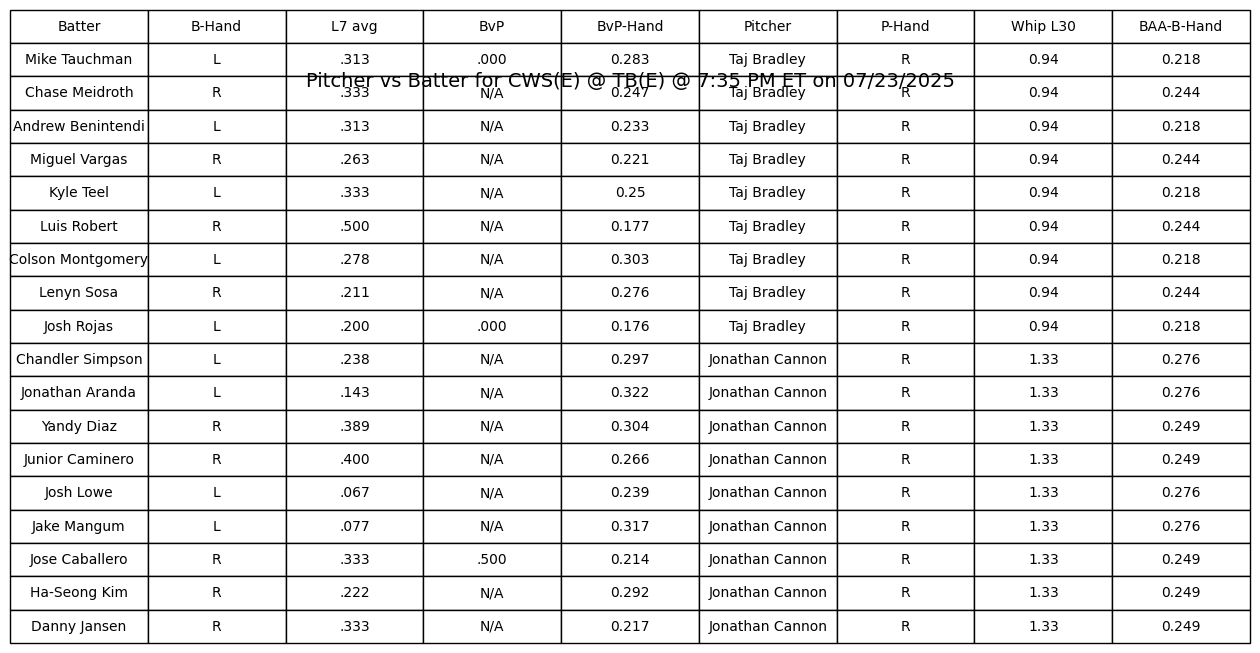 Batter B-Hand L7 avg BvP BvP-Hand Pitcher P-Hand Whip L30 BAA-B-Hand
Mike Tauchman L .313 .000 0.283 Taj Bradley R 0.94 0.218
Pitcher vs Batter for CWS(E) @ TB(E) @ 7:35 PM ET on 07/23/2025
Chase Meidroth R .333 N/A 0.247 Taj Bradley R 0.94 0.244
Andrew Benintendi L .313 N/A 0.233 Taj Bradley R 0.94 0.218
Miguel Vargas R .263 N/A 0.221 Taj Bradley R 0.94 0.244
Kyle Teel L .333 N/A 0.25 Taj Bradley R 0.94 0.218
Luis Robert R .500 N/A 0.177 Taj Bradley R 0.94 0.244
Colson Montgomery L .278 N/A 0.303 Taj Bradley R 0.94 0.218
Lenyn Sosa R .211 N/A 0.276 Taj Bradley R 0.94 0.244
Josh Rojas L .200 .000 0.176 Taj Bradley R 0.94 0.218
Chandler Simpson L .238 N/A 0.297 Jonathan Cannon R 1.33 0.276
Jonathan Aranda L .143 N/A 0.322 Jonathan Cannon R 1.33 0.276
Yandy Diaz R .389 N/A 0.304 Jonathan Cannon R 1.33 0.249
Junior Caminero R .400 N/A 0.266 Jonathan Cannon R 1.33 0.249
Josh Lowe L .067 N/A 0.239 Jonathan Cannon R 1.33 0.276
Jake Mangum L .077 N/A 0.317 Jonathan Cannon R 1.33 0.276
Jose Caballero R .333 .500 0.214 Jonathan Cannon R 1.33 0.249
Ha-Seong Kim R .222 N/A 0.292 Jonathan Cannon R 1.33 0.249
Danny Jansen R .333 N/A 0.217 Jonathan Cannon R 1.33 0.249